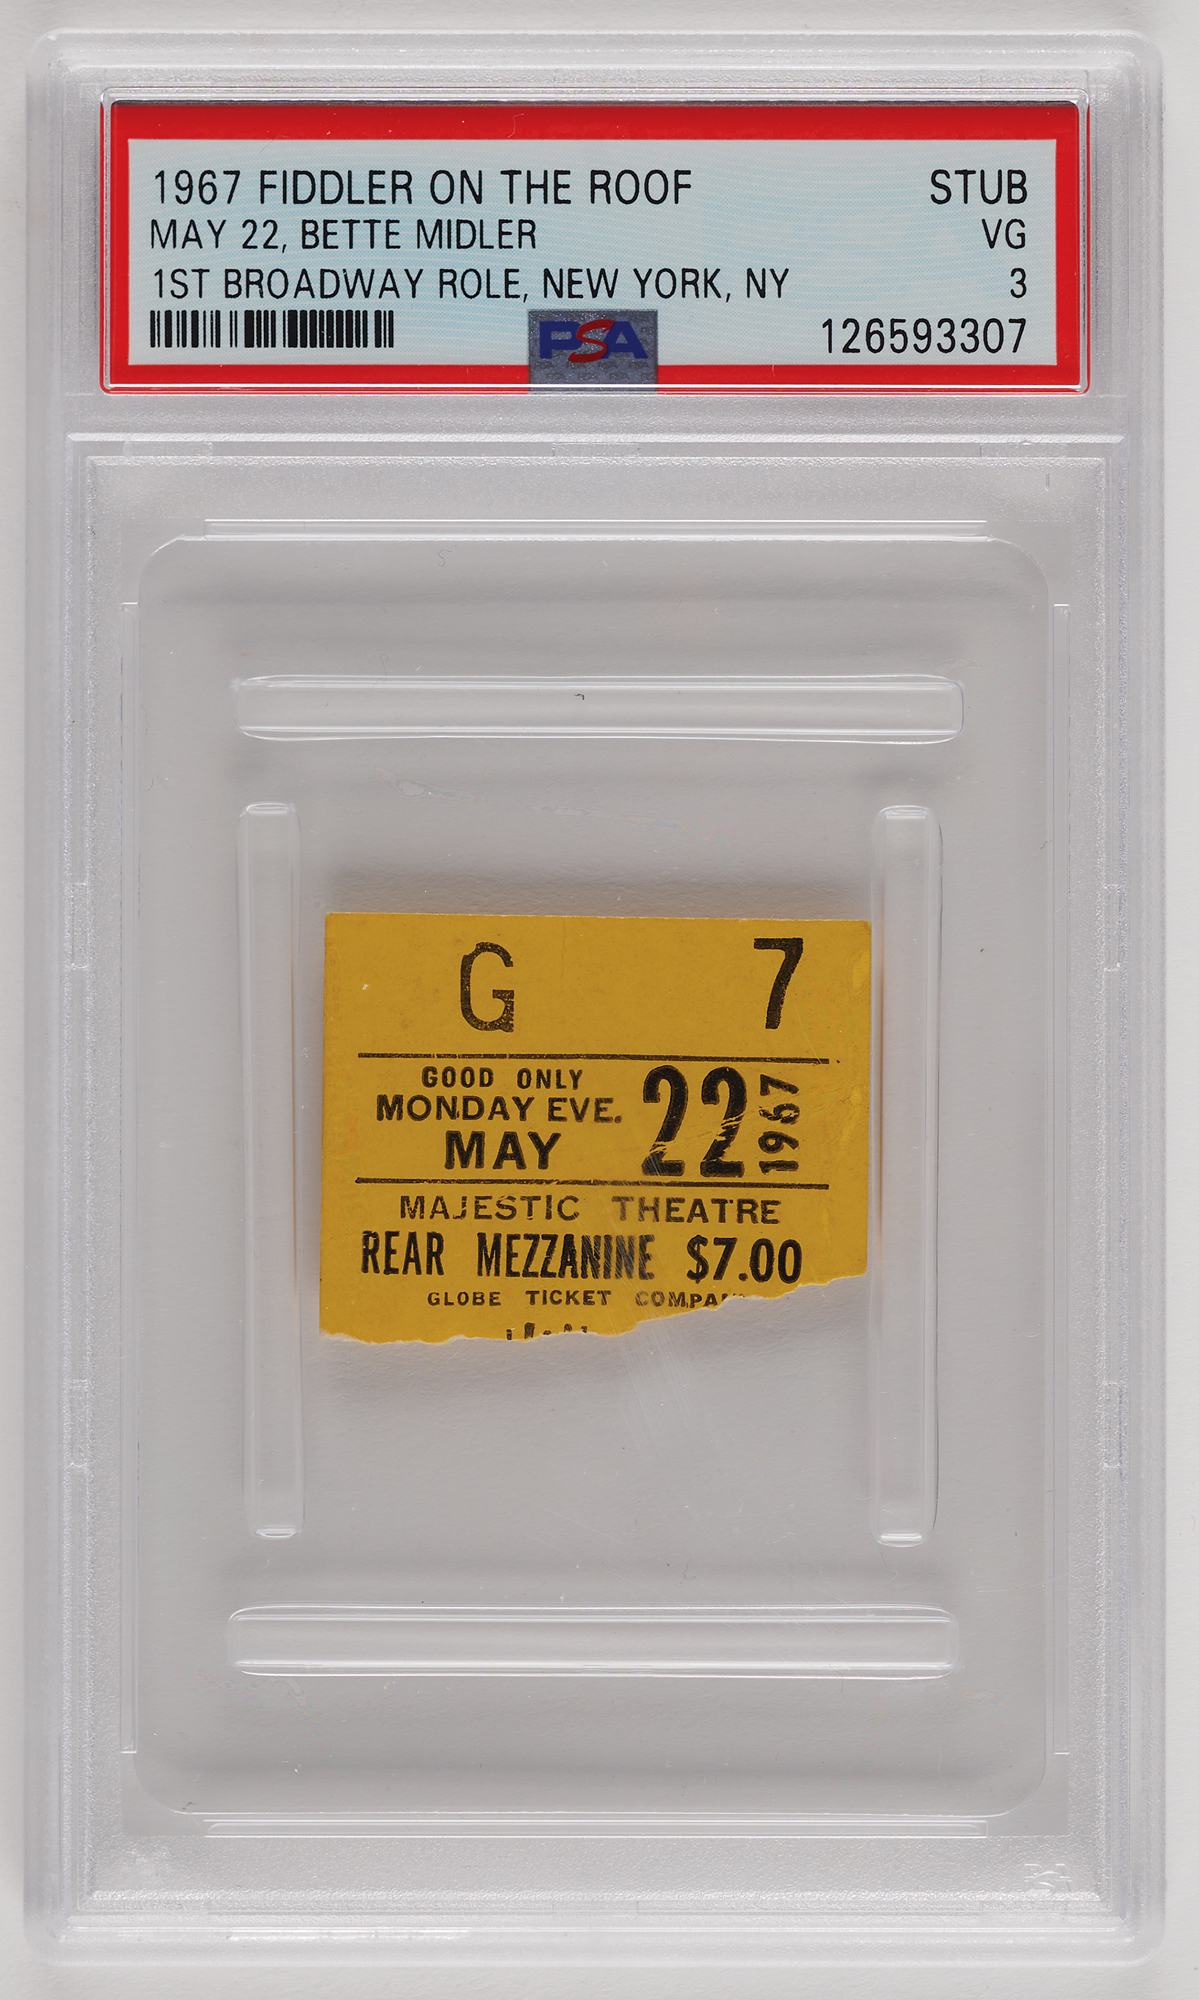 1967 FIDDLER ON THE ROOF STUB
MAY 22, BETTE MIDLER VG
1ST BROADWAY ROLE, NEW YORK, NY 3
PSA 126593307
G 7
GOOD ONLY
MONDAY EVE.
MAY
22
1967
MAJESTIC THEATRE
REAR MEZZANINE $7.00
GLOBE TICKET